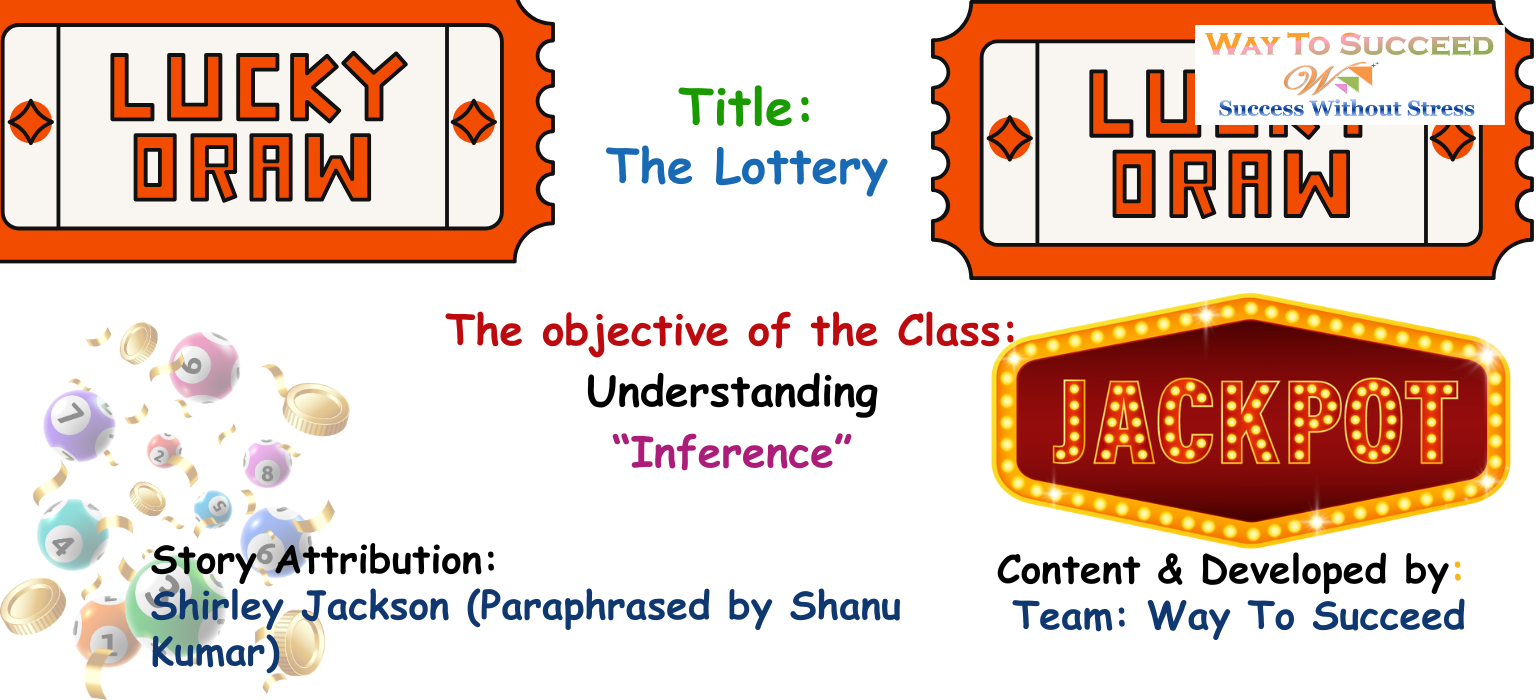 LUCKY
DRAW
Title:
The Lottery
WAY TO SUCCEED
W
Success Without Stress
LUCKY
DRAW
The objective of the Class:
Understanding
“Inference”
JACKPOT
9
7
2
8
5
4
6
3
1
Story Attribution:
Shirley Jackson (Paraphrased by Shanu
Kumar)
Content & Developed by:
Team: Way To Succeed